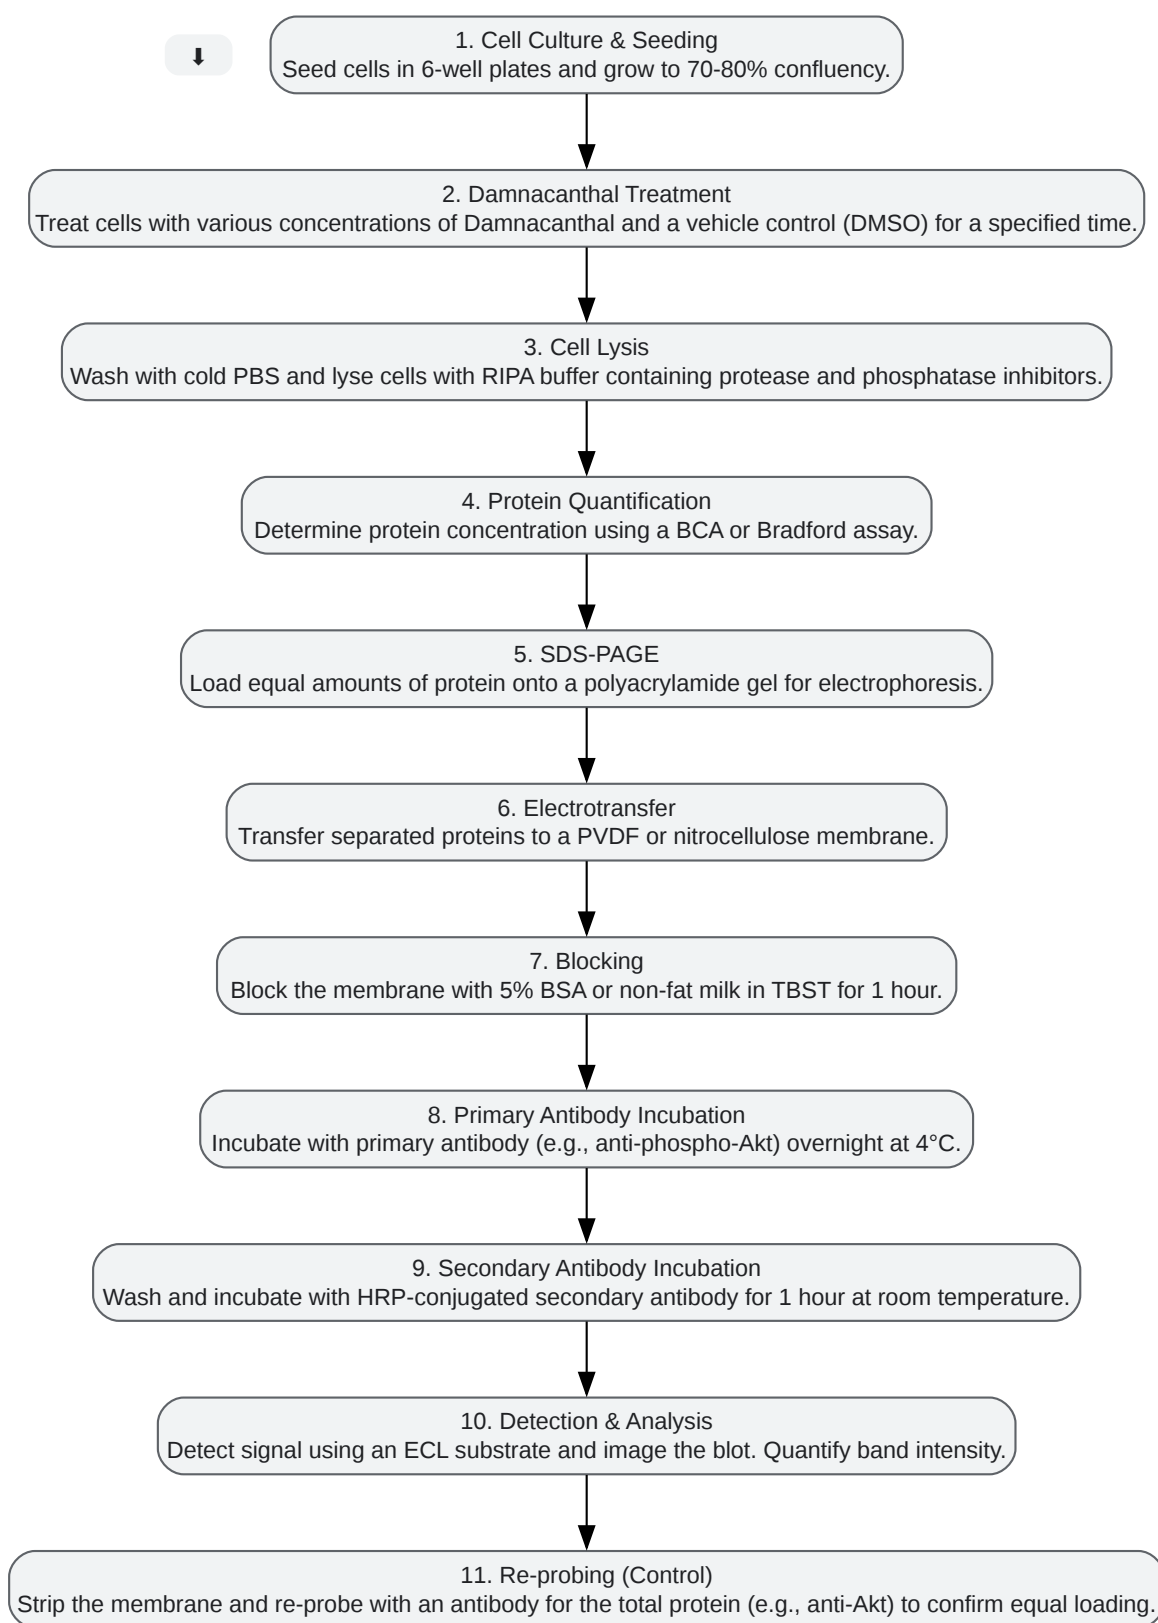 ⬇
1. Cell Culture & Seeding
Seed cells in 6-well plates and grow to 70-80% confluency.
2. Damnacanthal Treatment
Treat cells with various concentrations of Damnacanthal and a vehicle control (DMSO) for a specified time.
3. Cell Lysis
Wash with cold PBS and lyse cells with RIPA buffer containing protease and phosphatase inhibitors.
4. Protein Quantification
Determine protein concentration using a BCA or Bradford assay.
5. SDS-PAGE
Load equal amounts of protein onto a polyacrylamide gel for electrophoresis.
6. Electrotransfer
Transfer separated proteins to a PVDF or nitrocellulose membrane.
7. Blocking
Block the membrane with 5% BSA or non-fat milk in TBST for 1 hour.
8. Primary Antibody Incubation
Incubate with primary antibody (e.g., anti-phospho-Akt) overnight at 4°C.
9. Secondary Antibody Incubation
Wash and incubate with HRP-conjugated secondary antibody for 1 hour at room temperature.
10. Detection & Analysis
Detect signal using an ECL substrate and image the blot. Quantify band intensity.
11. Re-probing (Control)
Strip the membrane and re-probe with an antibody for the total protein (e.g., anti-Akt) to confirm equal loading.